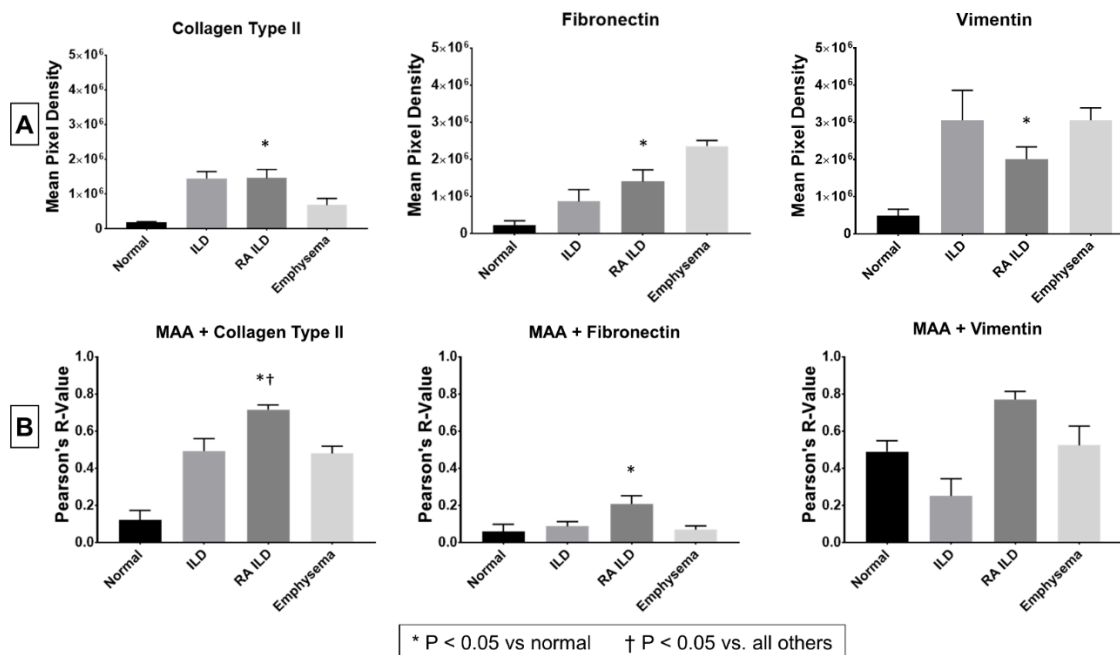 A
Collagen Type II
Mean Pixel Density
5×10⁶
4×10⁶
3×10⁶
2×10⁶
1×10⁶
0
*
Normal
ILD
RA ILD
Emphysema
Fibronectin
Mean Pixel Density
5×10⁶
4×10⁶
3×10⁶
2×10⁶
1×10⁶
0
*
Normal
ILD
RA ILD
Emphysema
Vimentin
Mean Pixel Density
5×10⁶
4×10⁶
3×10⁶
2×10⁶
1×10⁶
0
*
Normal
ILD
RA ILD
Emphysema
B
MAA + Collagen Type II
Pearson's R-Value
1.0
0.8
0.6
0.4
0.2
0.0
*†
Normal
ILD
RA ILD
Emphysema
MAA + Fibronectin
Pearson's R-Value
1.0
0.8
0.6
0.4
0.2
0.0
*
Normal
ILD
RA ILD
Emphysema
MAA + Vimentin
Pearson's R-Value
1.0
0.8
0.6
0.4
0.2
0.0
Normal
ILD
RA ILD
Emphysema
* P < 0.05 vs normal † P < 0.05 vs. all others